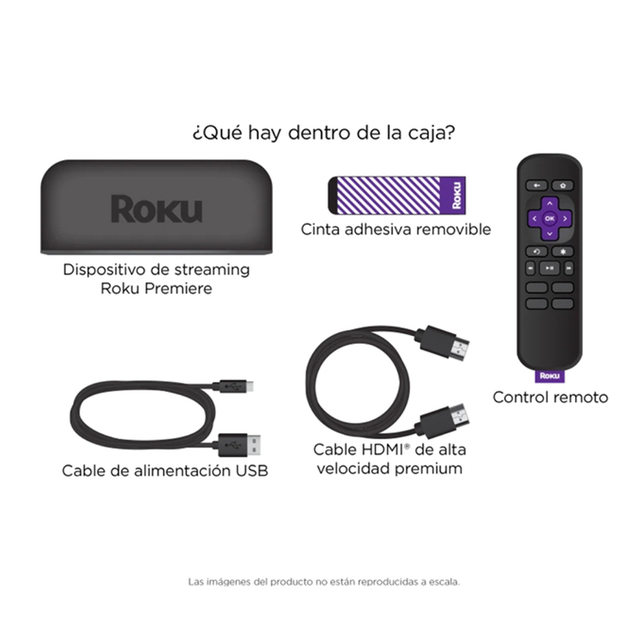 ¿Qué hay dentro de la caja?
Roku
Dispositivo de streaming
Roku Premiere
Roku
Cinta adhesiva removible
OK
Roku
Control remoto
Cable de alimentación USB
Cable HDMI® de alta
velocidad premium
Las imágenes del producto no están reproducidas a escala.